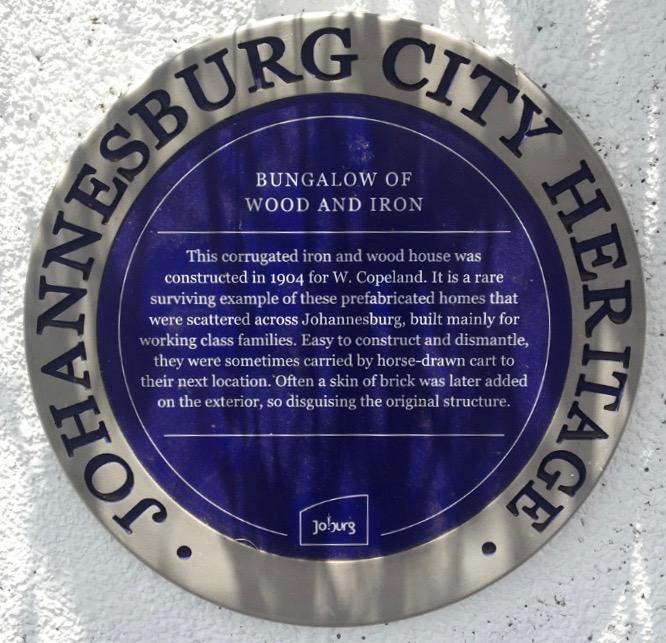 JOHANNESBURG CITY HERITAGE
BUNGALOW OF
WOOD AND IRON
This corrugated iron and wood house was
constructed in 1904 for W. Copeland. It is a rare
surviving example of these prefabricated homes that
were scattered across Johannesburg, built mainly for
working class families. Easy to construct and dismantle,
they were sometimes carried by horse-drawn cart to
their next location. Often a skin of brick was later added
on the exterior, so disguising the original structure.
Joburg